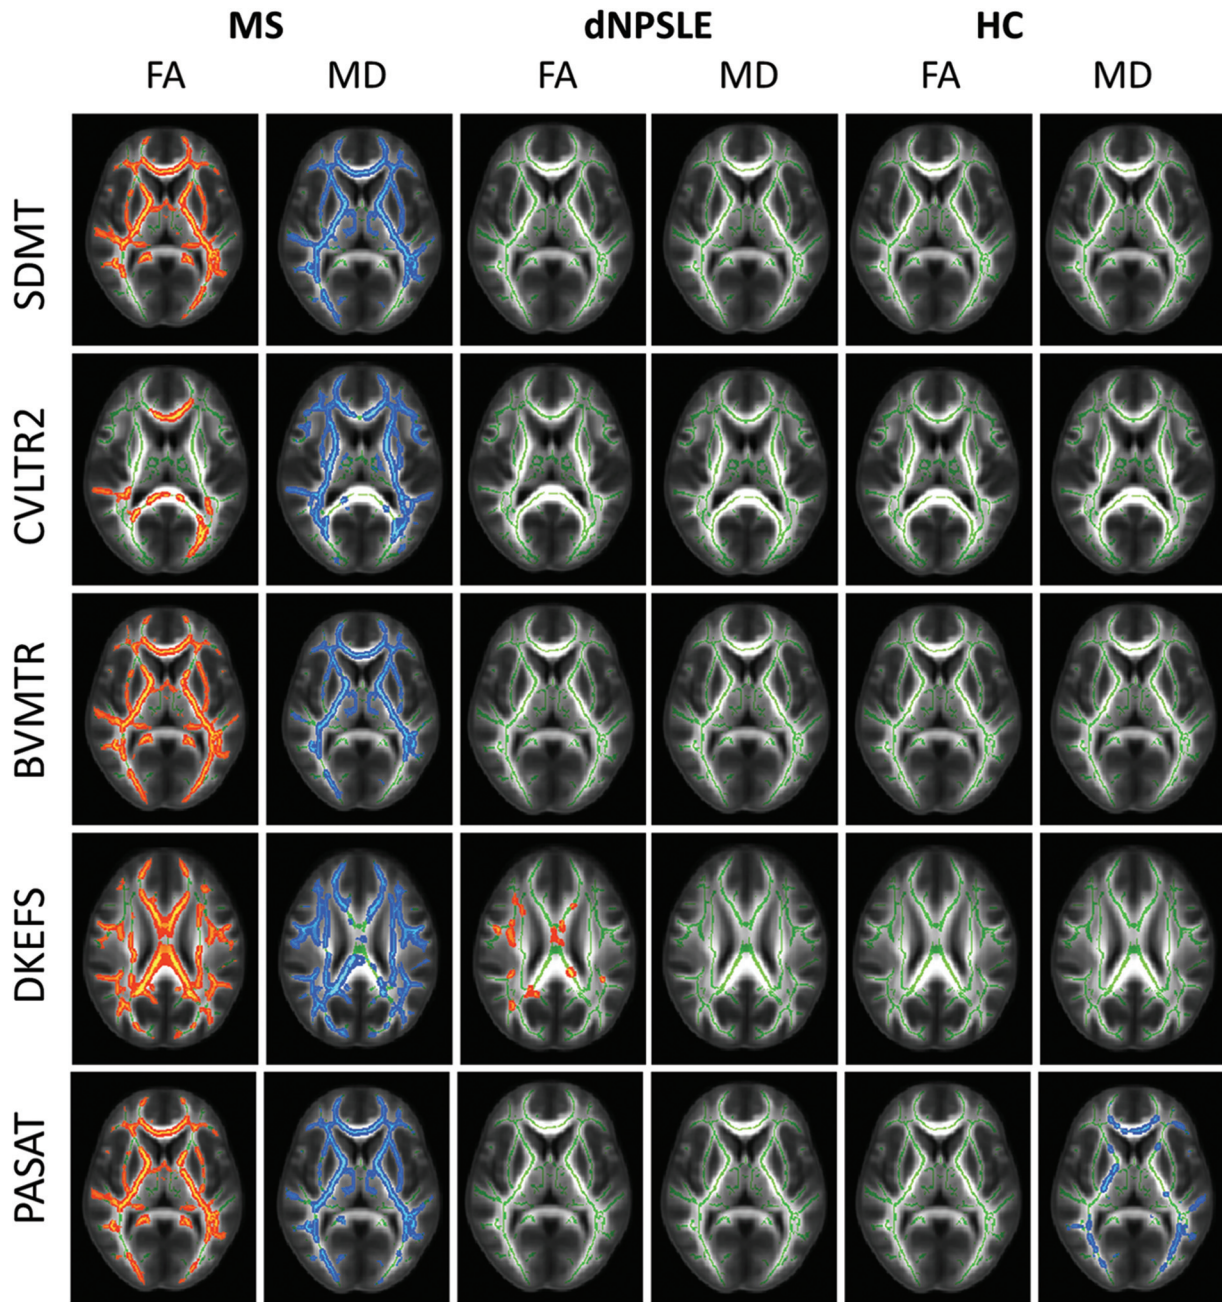 MS dNPSLE HC
FA MD FA MD FA MD
SDMT
CVLTR2
BVMTR
DKEFS
PASAT